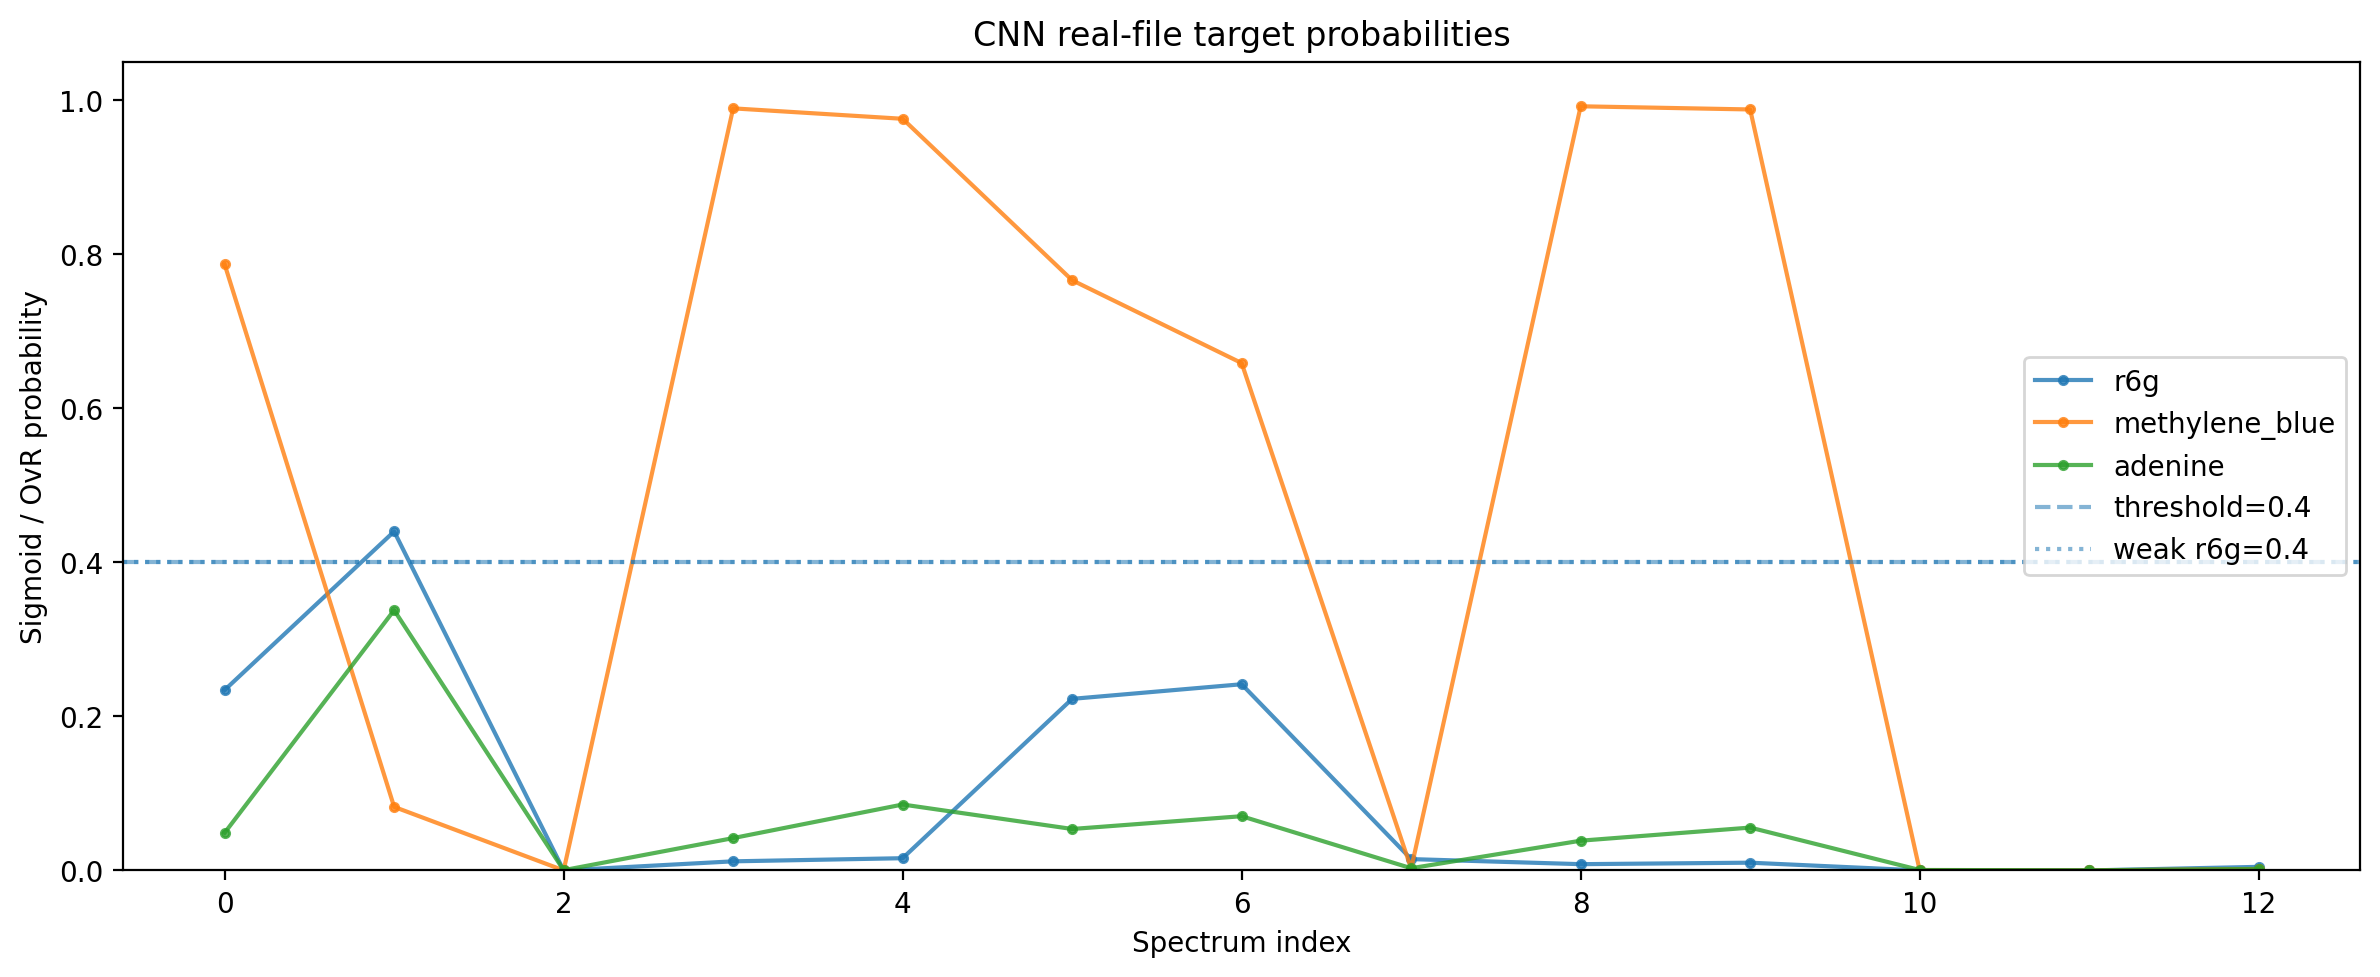 CNN real-file target probabilities
Sigmoid / OvR probability
1.0
0.8
0.6
0.4
0.2
0.0
r6g
methylene_blue
adenine
threshold=0.4
weak r6g=0.4
0 2 4 6 8 10 12
Spectrum index